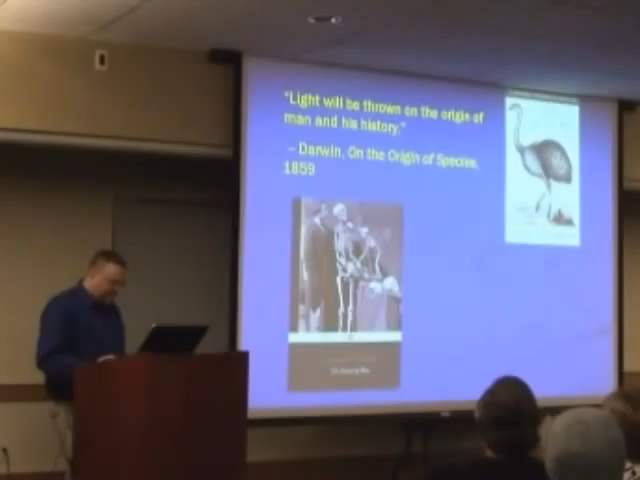 "Light will be thrown on the origin of
man and his history."
– Darwin, On the Origin of Species,
1859